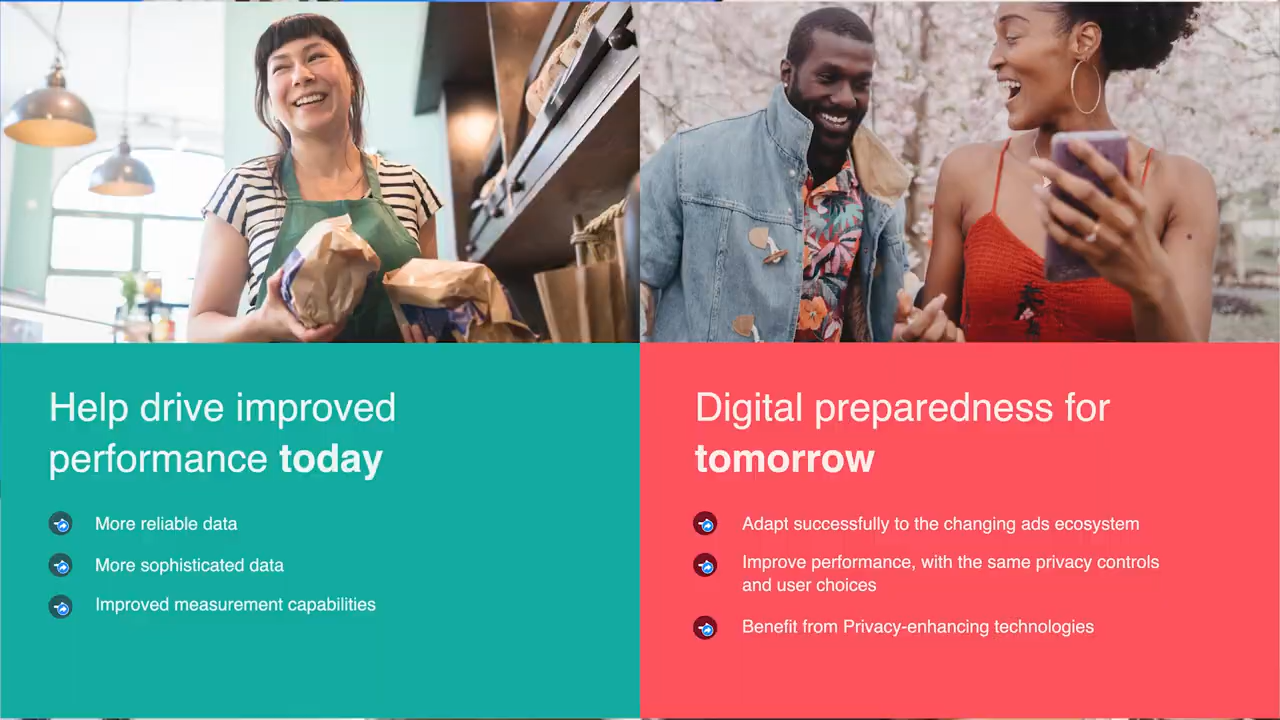 Help drive improved
performance today
More reliable data
More sophisticated data
Improved measurement capabilities
Digital preparedness for
tomorrow
Adapt successfully to the changing ads ecosystem
Improve performance, with the same privacy controls
and user choices
Benefit from Privacy-enhancing technologies